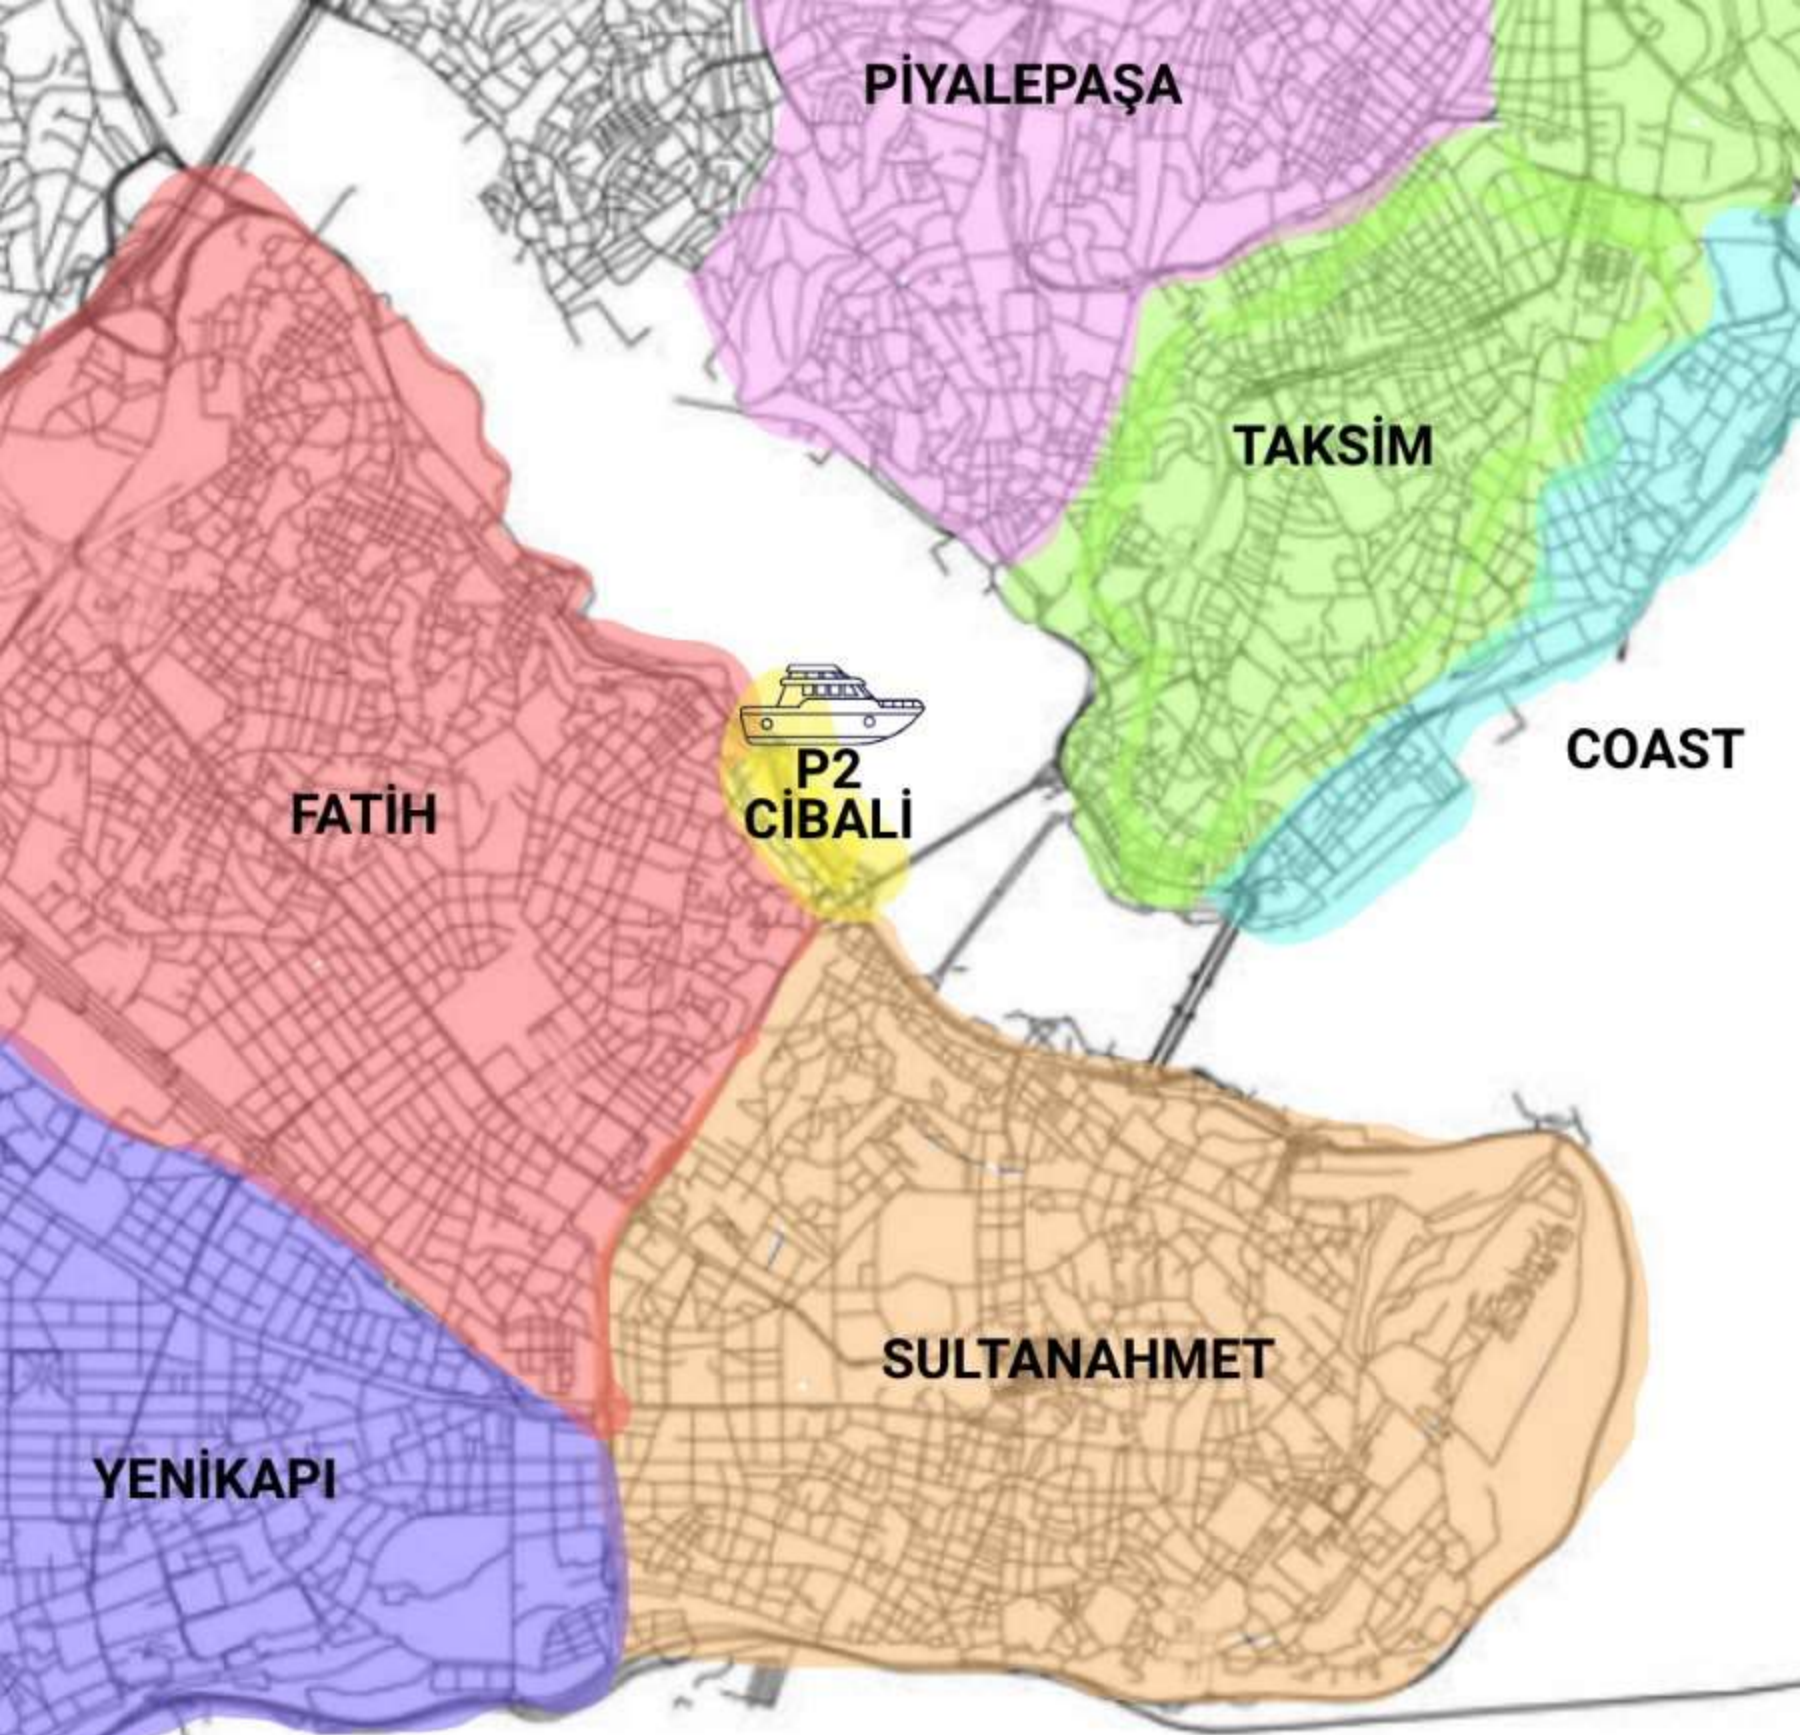 PİYALEPAŞA
TAKSİM
COAST
P2
CİBALİ
FATİH
SULTANAHMET
YENİKAPI